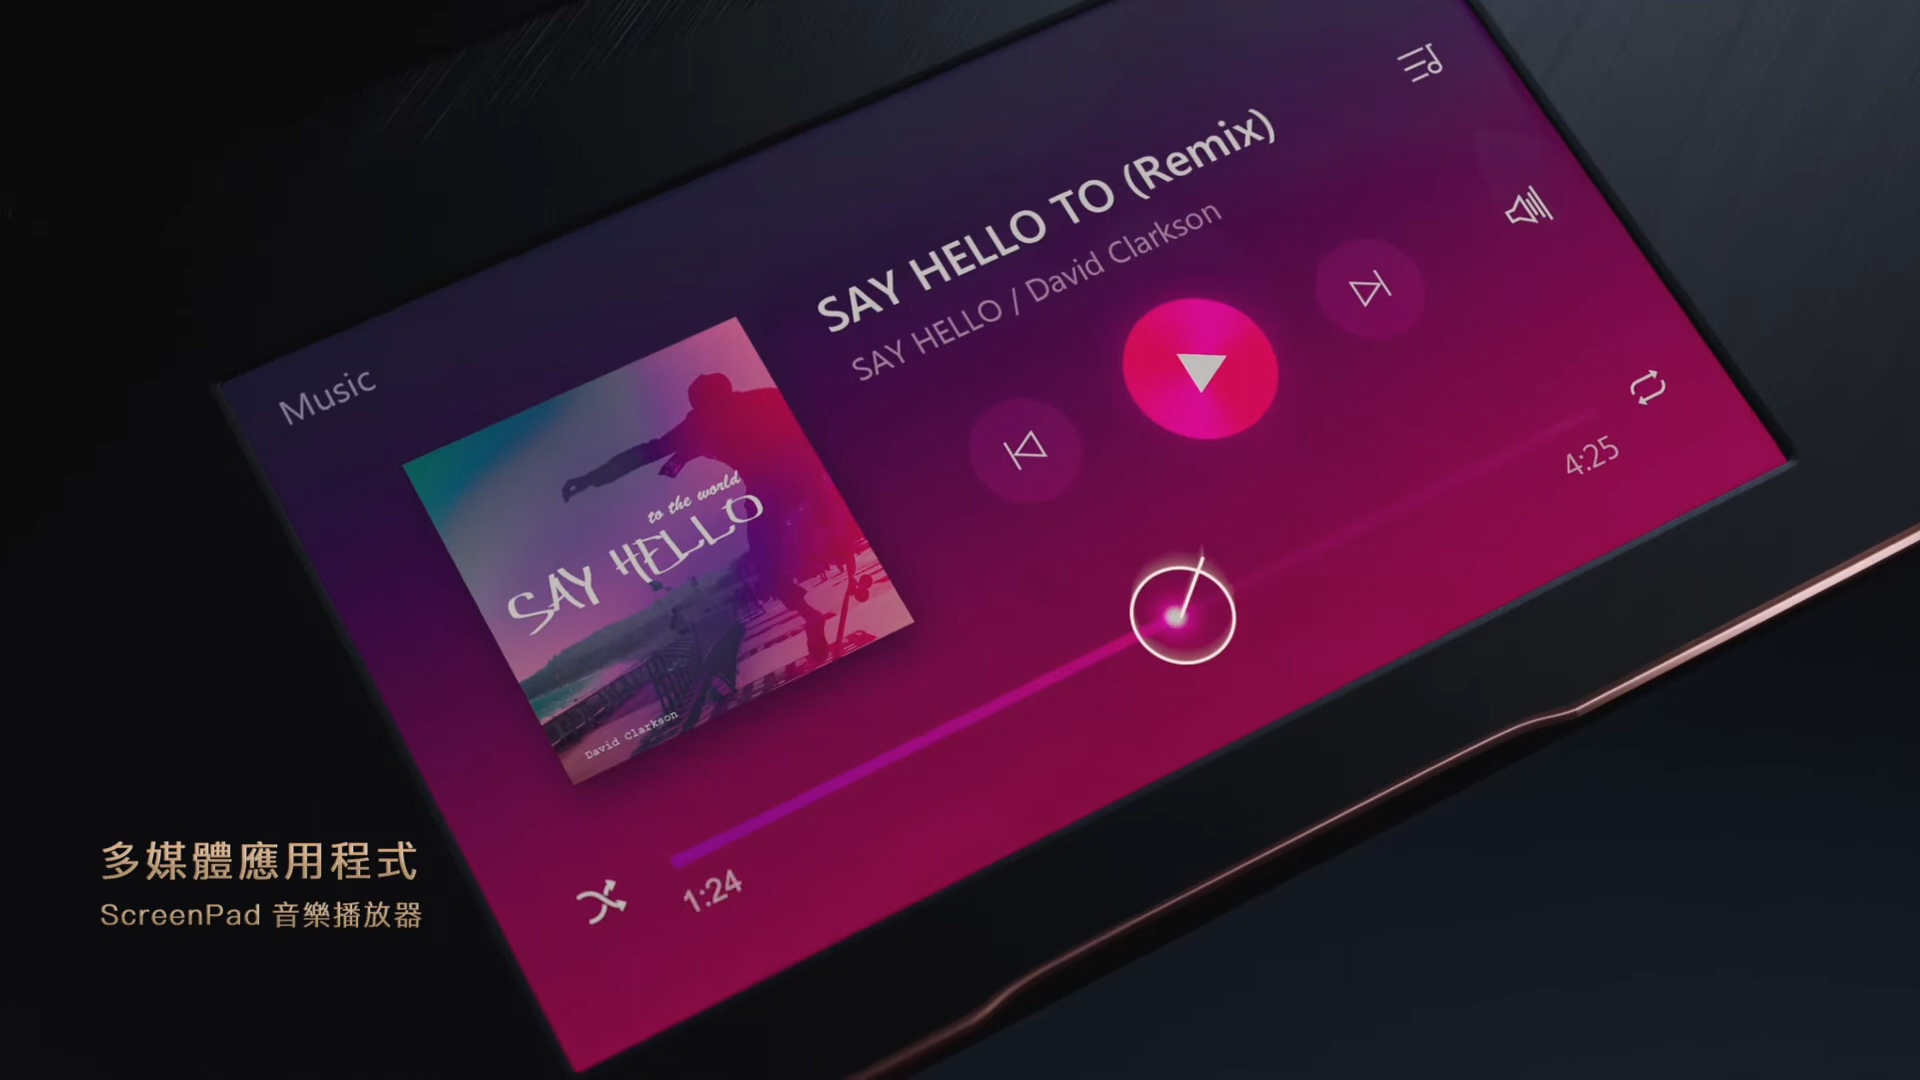 Music
SAY HELLO TO (Remix)
SAY HELLO / David Clarkson
to the world
SAY HELLO
David Clarkson
1:24
4:25
多媒體應用程式
ScreenPad 音樂播放器